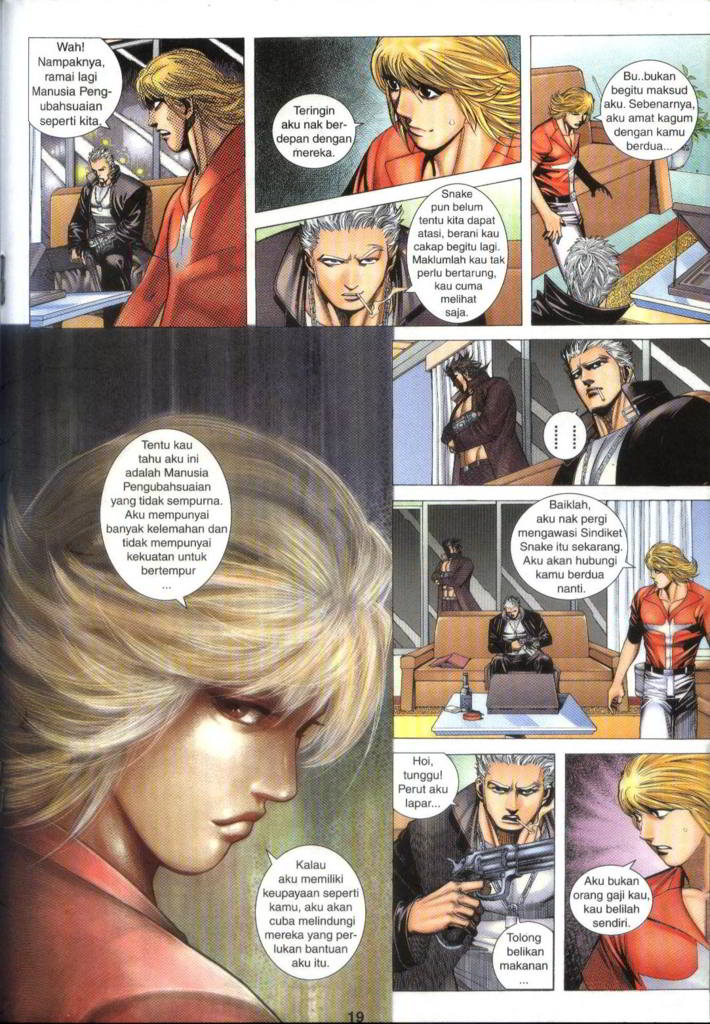 Wah!
Nampaknya,
ramai lagi
Manusia Peng-
ubahsuaian
seperti kita.
Teringin
aku nak ber-
depan dengan
mereka.
Snake
pun belum
tentu kita dapat
atasi, berani kau
cakap begitu lagi.
Maklumlah kau tak
perlu bertarung,
kau cuma
melihat
saja.
Bu..bukan
begitu maksud
aku. Sebenarnya,
aku amat kagum
dengan kamu
berdua...
Tentu kau
tahu aku ini
adalah Manusia
Pengubahsuaian
yang tidak sempurna.
Aku mempunyai
banyak kelemahan dan
tidak mempunyai
kekuatan untuk
bertempur
...
Kalau
aku memiliki
keupayaan seperti
kamu, aku akan
cuba melindungi
mereka yang per-
lukan bantuan
aku itu.
Baiklah,
aku nak pergi
mengawasi Sindiket
Snake itu sekarang.
Aku akan hubungi
kamu berdua
nanti.
Hoi,
tunggu!
Perut aku
lapar...
Tolong
belikan
makanan
...
Aku bukan
orang gaji kau,
kau belilah
sendiri.
19